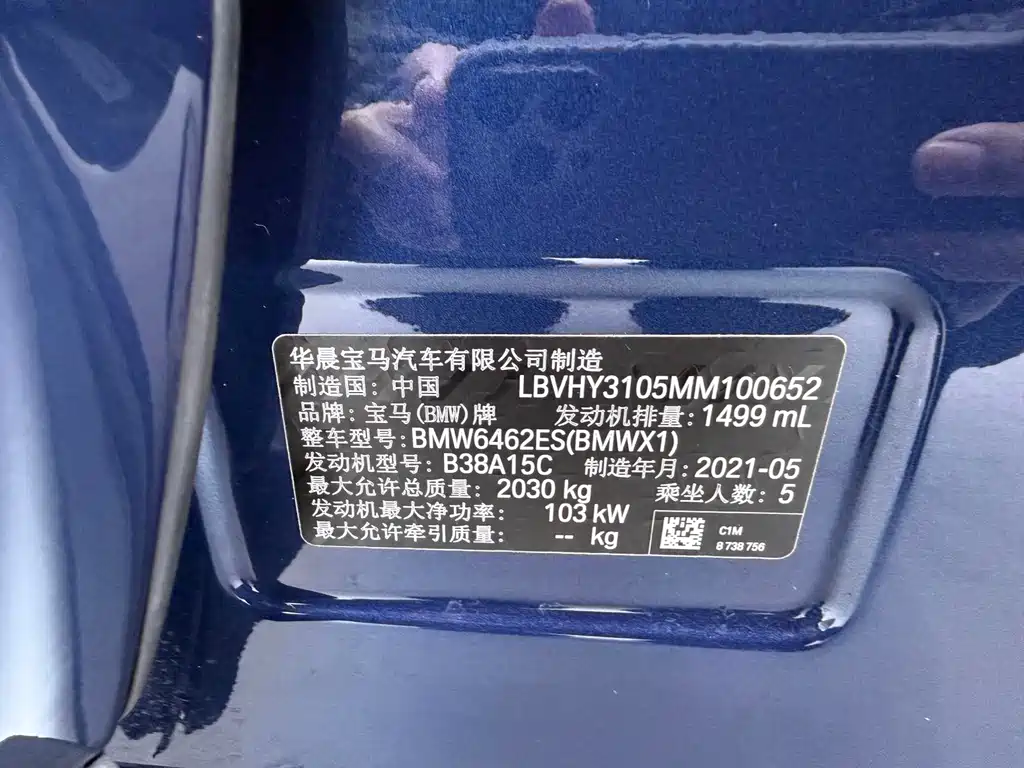 华晨宝马汽车有限公司制造
制造国：中国 LBVHY3105MM100652
品牌：宝马(BMW)牌 发动机排量：1499 mL
整车型号：BMW6462ES(BMWX1)
发动机型号：B38A15C 制造年月：2021-05
最大允许总质量：2030 kg 乘坐人数：5
发动机最大净功率：103 kW
最大允许牵引质量：-- kg
C1M
8 738 756